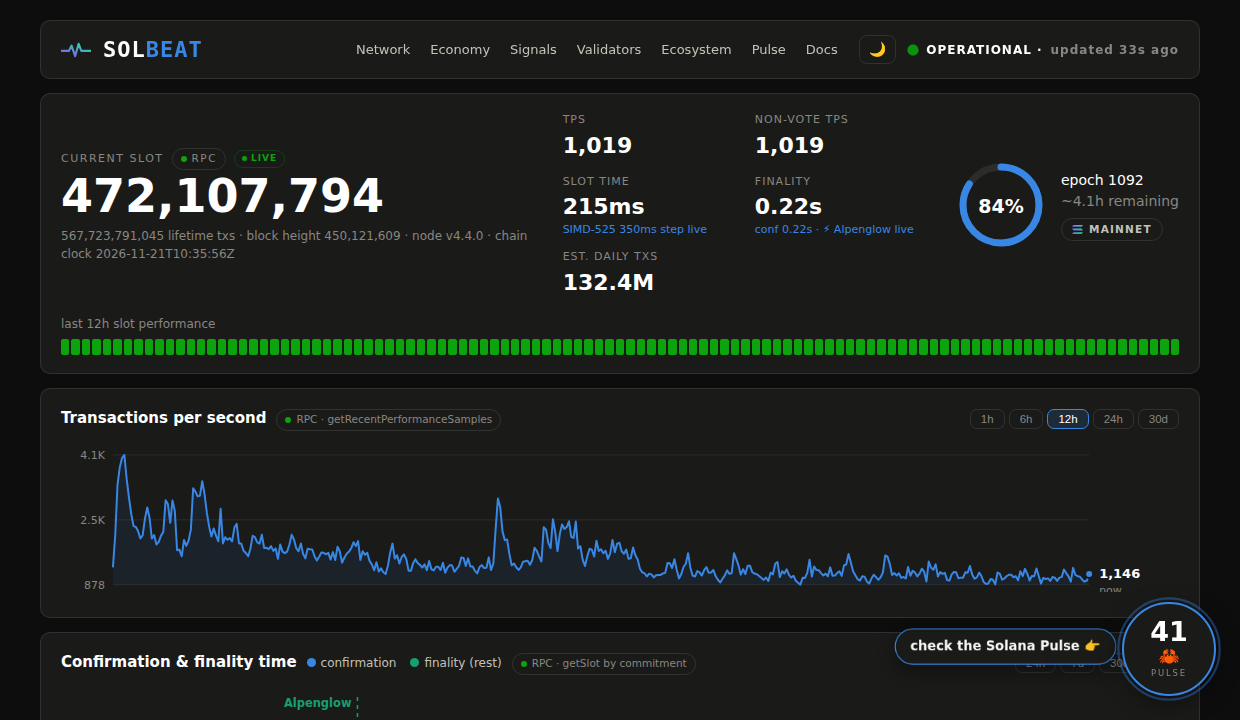 SOLBEAT
Network Economy Signals Validators Ecosystem Pulse Docs
OPERATIONAL · updated 33s ago
CURRENT SLOT RPC LIVE
472,107,794
567,723,791,045 lifetime txs · block height 450,121,609 · node v4.4.0 · chain
clock 2026-11-21T10:35:56Z
TPS
1,019
NON-VOTE TPS
1,019
SLOT TIME
215ms
SIMD-525 350ms step live
FINALITY
0.22s
conf 0.22s · ⚡ Alpenglow live
EST. DAILY TXS
132.4M
84%
epoch 1092
~4.1h remaining
MAINNET
last 12h slot performance
Transactions per second RPC · getRecentPerformanceSamples
1h 6h 12h 24h 30d
4.1K
2.5K
878
1,146
now
Confirmation & finality time confirmation finality (rest) RPC · getSlot by commitment
Alpenglow
check the Solana Pulse 👉
41
PULSE